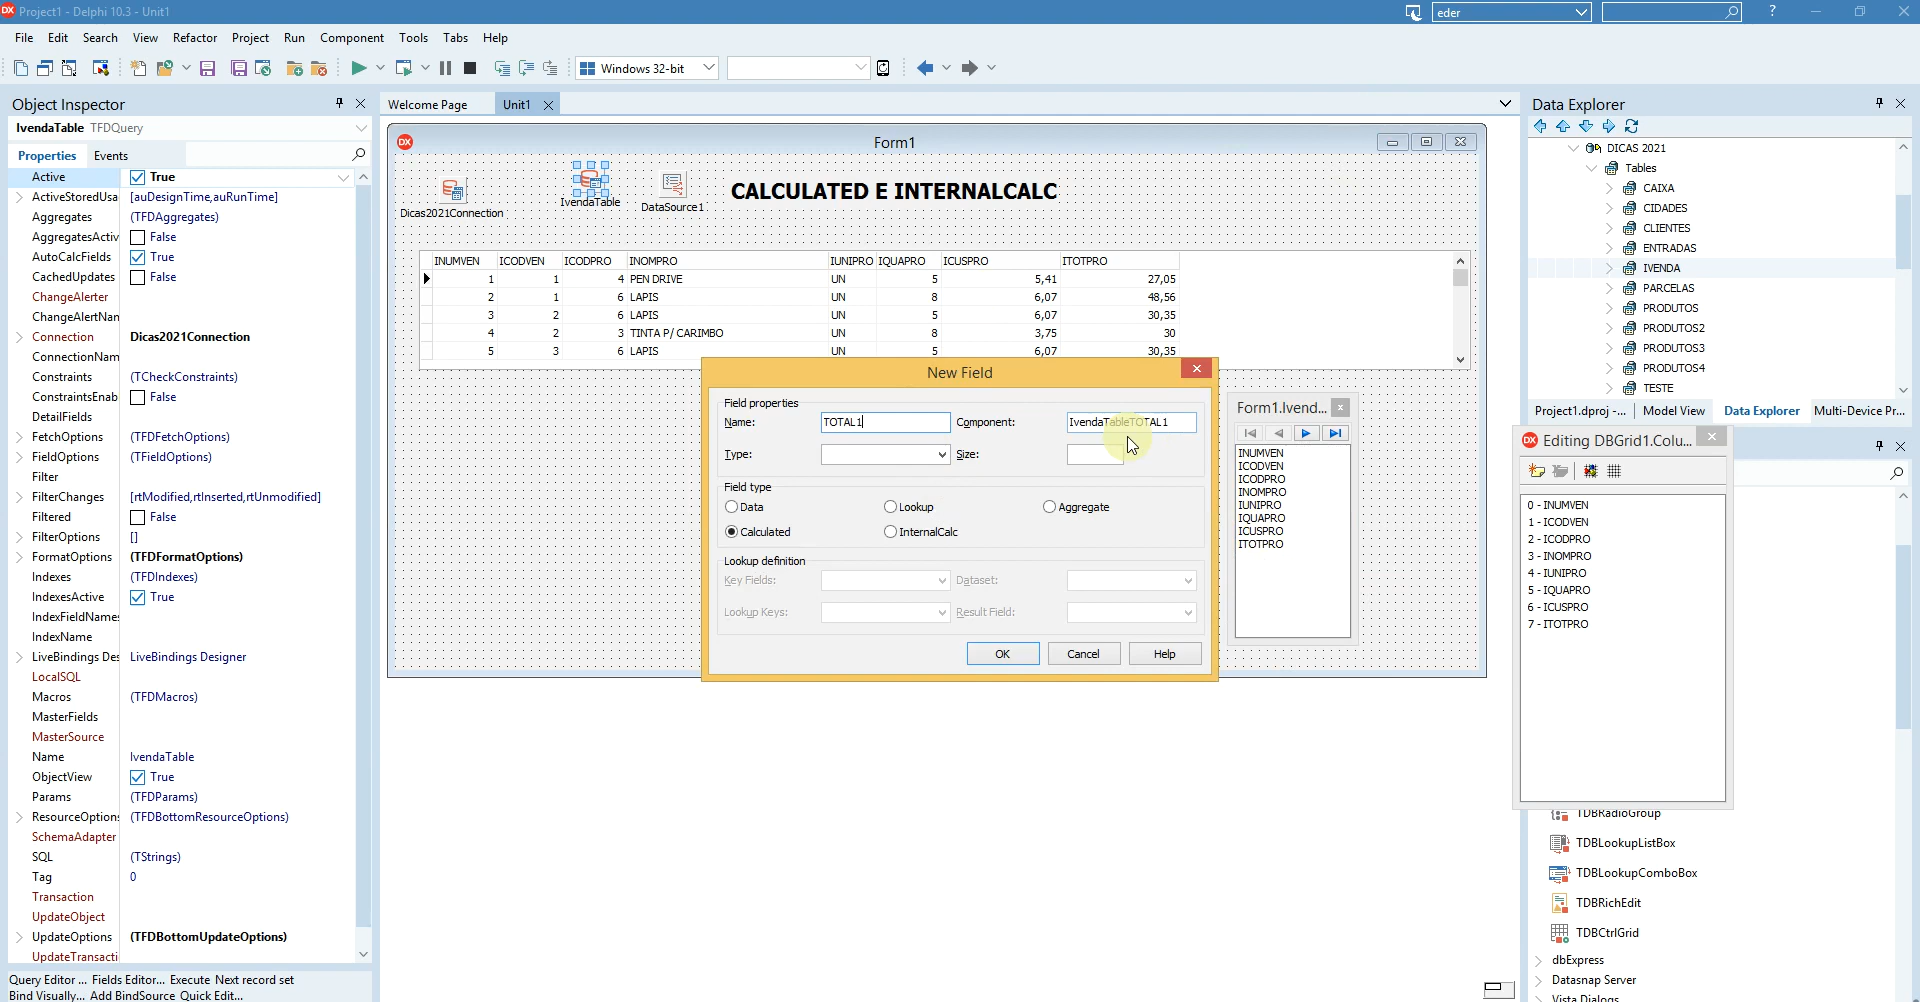 Project1 - Delphi 10.3 - Unit1
eder
?
File Edit Search View Refactor Project Run Component Tools Tabs Help
Windows 32-bit
Object Inspector
IvendaTable TFDQuery
Properties Events
Active True
ActiveStoredUsa [auDesignTime,auRunTime]
Aggregates (TFDAggregates)
AggregatesActiv False
AutoCalcFields True
CachedUpdates False
ChangeAlerter
ChangeAlertNan
Connection Dicas2021Connection
ConnectionNam
Constraints (TCheckConstraints)
ConstraintsEnab False
DetailFields
FetchOptions (TFDFetchOptions)
FieldOptions (TFieldOptions)
Filter
FilterChanges [rtModified,rtInserted,rtUnmodified]
Filtered False
FilterOptions []
FormatOptions (TFDFormatOptions)
Indexes (TFDIndexes)
IndexesActive True
IndexFieldNames
IndexName
LiveBindings Des LiveBindings Designer
LocalSQL
Macros (TFDMacros)
MasterFields
MasterSource
Name IvendaTable
ObjectView True
Params (TFDParams)
ResourceOptions (TFDBottomResourceOptions)
SchemaAdapter
SQL (TStrings)
Tag 0
Transaction
UpdateObject
UpdateOptions (TFDBottomUpdateOptions)
UpdateTransacti
Query Editor ... Fields Editor... Execute Next record set
Bind Visually... Add BindSource Quick Edit...
Welcome Page Unit1
Form1
Dicas2021Connection IvendaTable DataSource1
CALCULATED E INTERNALCALC
INUMVEN ICODVEN ICODPRO INOMPRO IUNIPRO IQUAPRO ICUSPRO ITOTPRO
1 1 4 PEN DRIVE UN 5 5,41 27,05
2 1 6 LAPIS UN 8 6,07 48,56
3 2 6 LAPIS UN 5 6,07 30,35
4 2 3 TINTA P/ CARIMBO UN 8 3,75 30
5 3 6 LAPIS UN 5 6,07 30,35
New Field
Field properties
Name: TOTAL1 Component: IvendaTableTOTAL1
Type: Size:
Field type
Data Lookup Aggregate
Calculated InternalCalc
Lookup definition
Key Fields: Dataset:
Lookup Keys: Result Field:
OK Cancel Help
Form1.Ivend...
INUMVEN
ICODVEN
ICODPRO
INOMPRO
IUNIPRO
IQUAPRO
ICUSPRO
ITOTPRO
Data Explorer
DICAS 2021
Tables
CAIXA
CIDADES
CLIENTES
ENTRADAS
IVENDA
PARCELAS
PRODUTOS
PRODUTOS2
PRODUTOS3
PRODUTOS4
TESTE
Project1.dproj -... Model View Data Explorer Multi-Device Pr...
Editing DBGrid1.Colu...
0 - INUMVEN
1 - ICODVEN
2 - ICODPRO
3 - INOMPRO
4 - IUNIPRO
5 - IQUAPRO
6 - ICUSPRO
7 - ITOTPRO
TDBRadioGroup
TDBLookupListBox
TDBLookupComboBox
TDBRichEdit
TDBCtrlGrid
dbExpress
Datasnap Server
Vista Dialogs